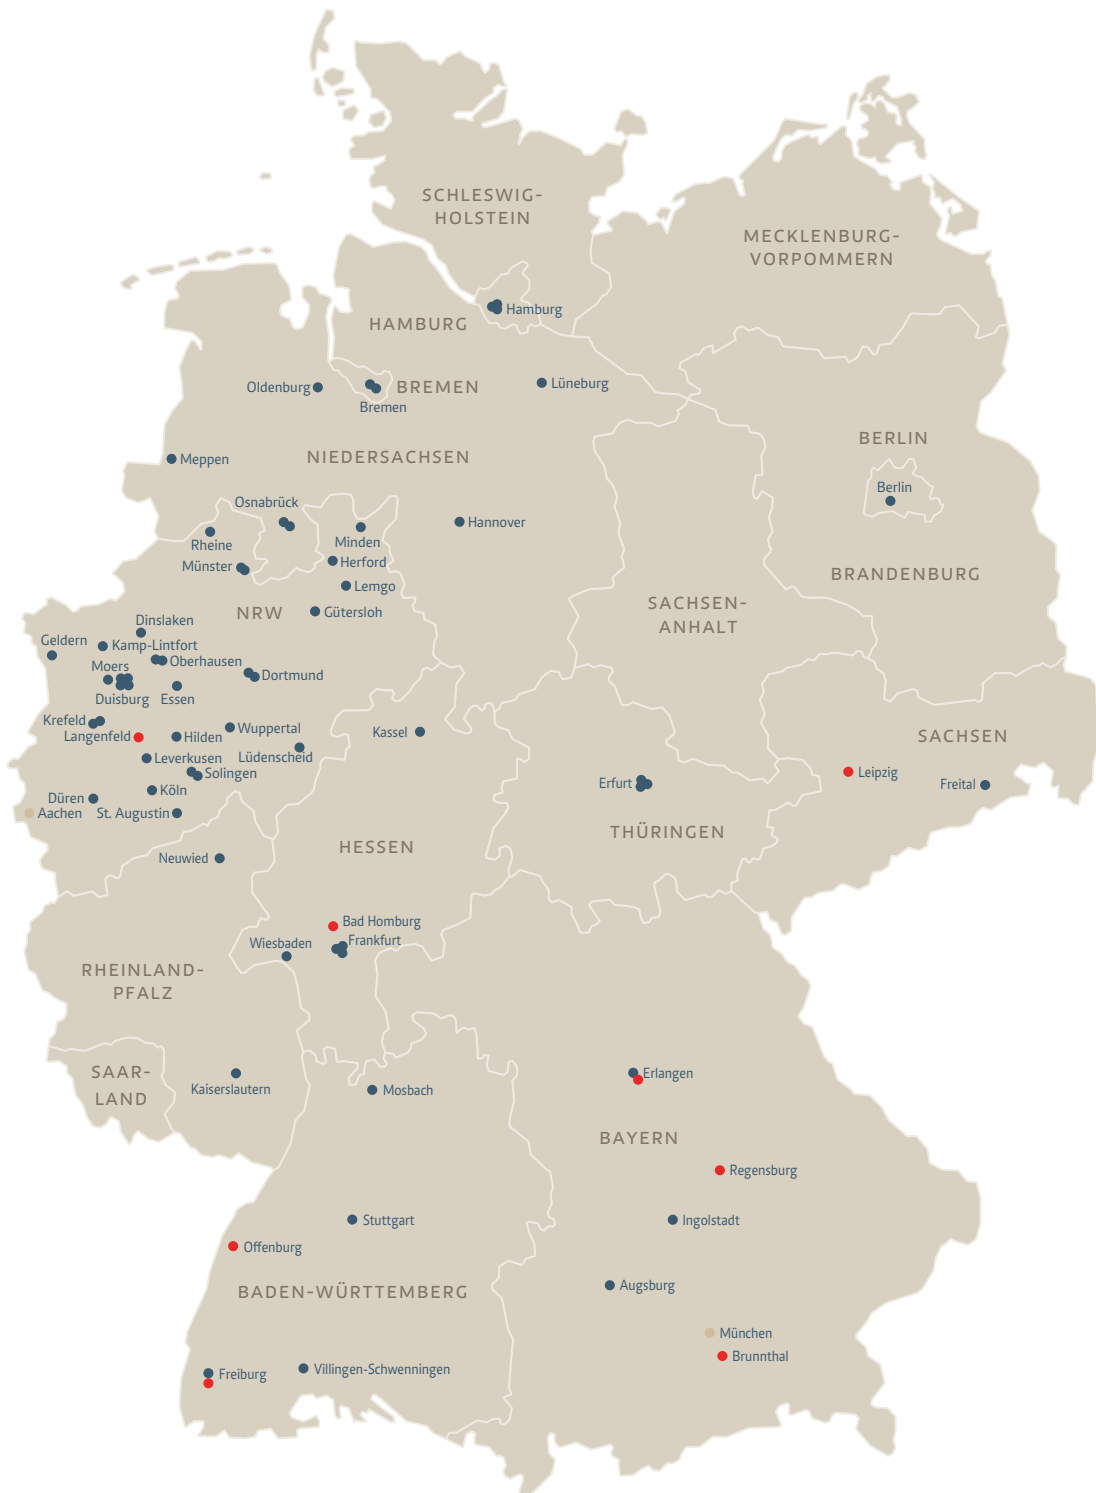 SCHLESWIG-
HOLSTEIN
MECKLENBURG-
VORPOMMERN
Hamburg
HAMBURG
Oldenburg
BREMEN
Bremen
Lüneburg
BERLIN
Meppen
NIEDERSACHSEN
Berlin
Osnabrück
Hannover
Rheine
Minden
Münster
Herford
BRANDENBURG
Lemgo
SACHSEN-
ANHALT
NRW
Gütersloh
Dinslaken
Geldern
Kamp-Lintfort
Moers
Oberhausen
Dortmund
Duisburg
Essen
Krefeld
Wuppertal
Kassel
SACHSEN
Langenfeld
Hilden
Lüdenscheid
Leverkusen
Solingen
Leipzig
Erfurt
Freital
Köln
Düren
Aachen
St. Augustin
THÜRINGEN
HESSEN
Neuwied
Bad Homburg
Wiesbaden
Frankfurt
RHEINLAND-
PFALZ
SAAR-
LAND
Kaiserslautern
Mosbach
Erlangen
BAYERN
Regensburg
Stuttgart
Ingolstadt
Offenburg
Augsburg
BADEN-WÜRTTEMBERG
München
Brunnthal
Freiburg
Villingen-Schwenningen